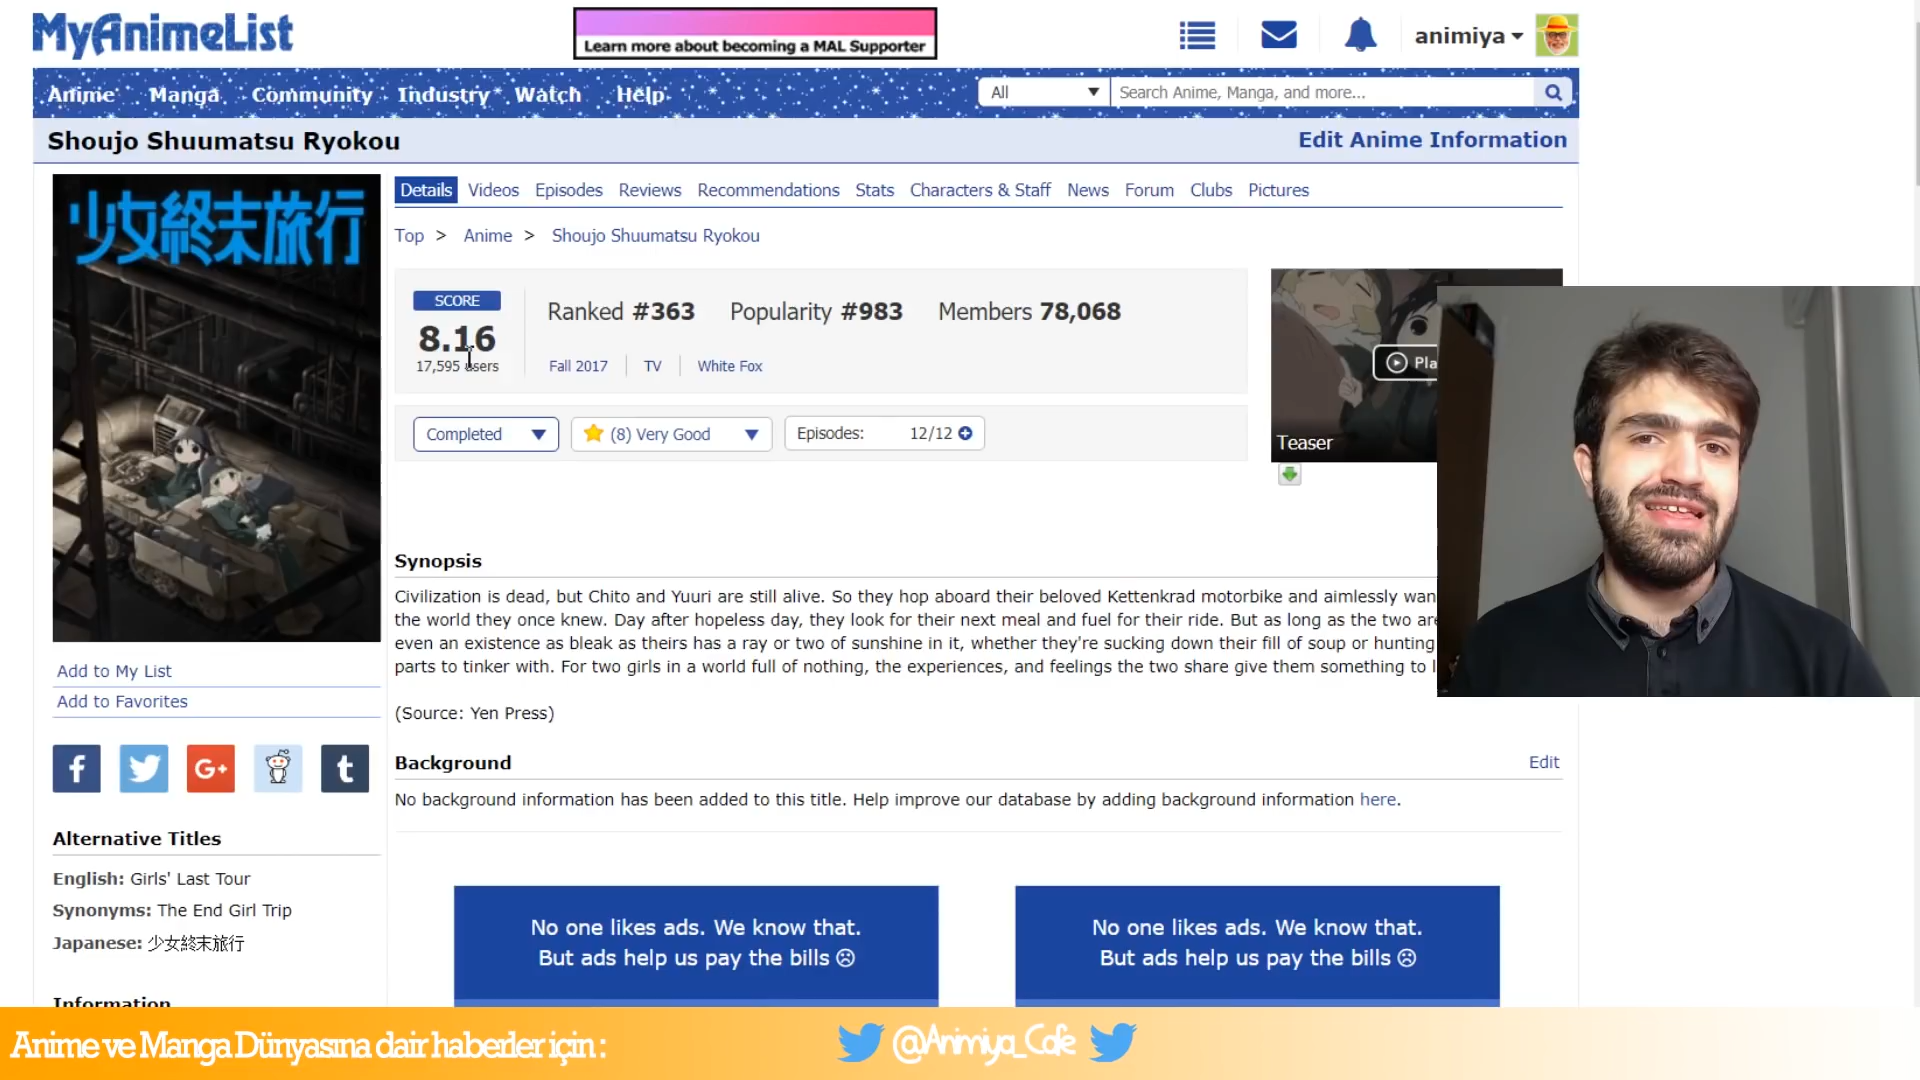 MyAnimeList
Learn more about becoming a MAL Supporter
animiya
Anime Manga Community Industry Watch Help
All
Search Anime, Manga, and more...
Shoujo Shuumatsu Ryokou
Edit Anime Information
少女終末旅行
Details Videos Episodes Reviews Recommendations Stats Characters & Staff News Forum Clubs Pictures
Top > Anime > Shoujo Shuumatsu Ryokou
SCORE
8.16
17,595 users
Ranked #363 Popularity #983 Members 78,068
Fall 2017 TV White Fox
Completed
(8) Very Good
Episodes: 12/12
Teaser
Synopsis
Civilization is dead, but Chito and Yuuri are still alive. So they hop aboard their beloved Kettenkrad motorbike and aimlessly
the world they once knew. Day after hopeless day, they look for their next meal and fuel for their ride. But as long as the two
even an existence as bleak as theirs has a ray or two of sunshine in it, whether they're sucking down their fill of soup or hunting
parts to tinker with. For two girls in a world full of nothing, the experiences, and feelings the two share give them something to
(Source: Yen Press)
Add to My List
Add to Favorites
Background
Edit
No background information has been added to this title. Help improve our database by adding background information here.
f
G+
t
Alternative Titles
English: Girls' Last Tour
Synonyms: The End Girl Trip
Japanese: 少女終末旅行
Information
No one likes ads. We know that.
But ads help us pay the bills ☹
No one likes ads. We know that.
But ads help us pay the bills ☹
Anime ve Manga Dünyasına dair haberler için :
@Animiya_Cafe